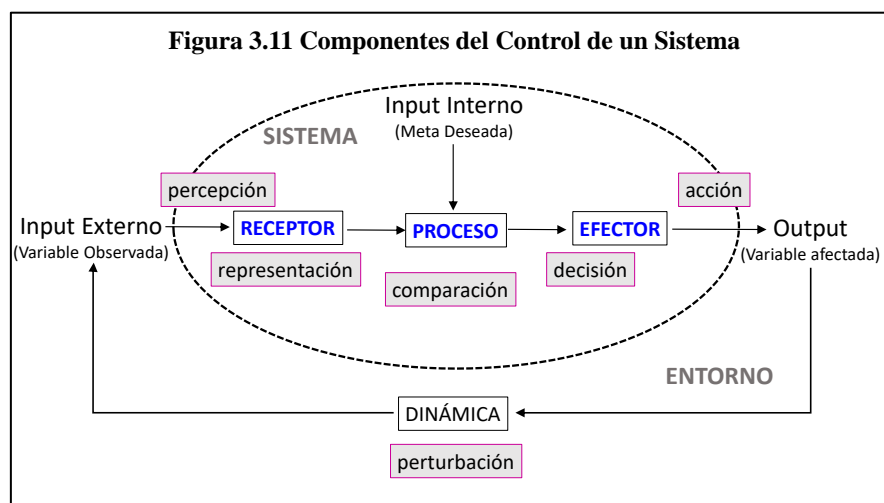 Figura 3.11 Componentes del Control de un Sistema
Input Interno
(Meta Deseada)
SISTEMA
percepción
acción
Input Externo
(Variable Observada)
RECEPTOR
PROCESO
EFECTOR
Output
(Variable afectada)
representación
comparación
decisión
ENTORNO
DINÁMICA
perturbación